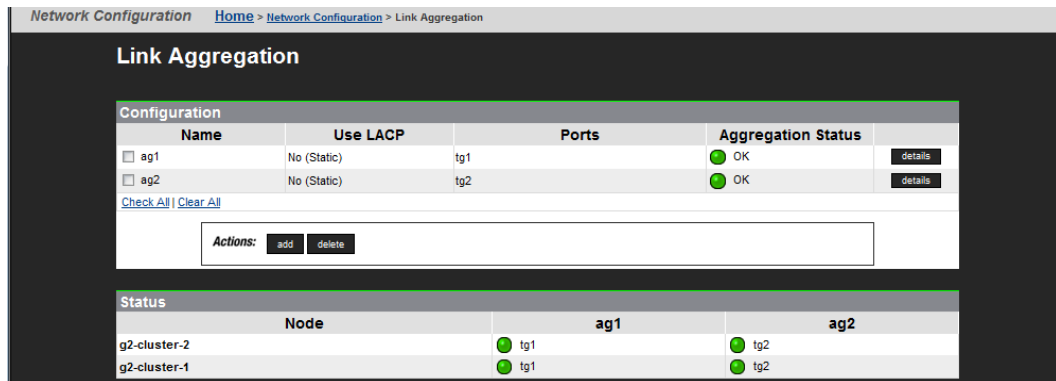 Network Configuration Home > Network Configuration > Link Aggregation
Link Aggregation
Configuration
Name Use LACP Ports Aggregation Status
ag1 No (Static) tg1 OK details
ag2 No (Static) tg2 OK details
Check All | Clear All
Actions: add delete
Status
Node ag1 ag2
g2-cluster-2 tg1 tg2
g2-cluster-1 tg1 tg2